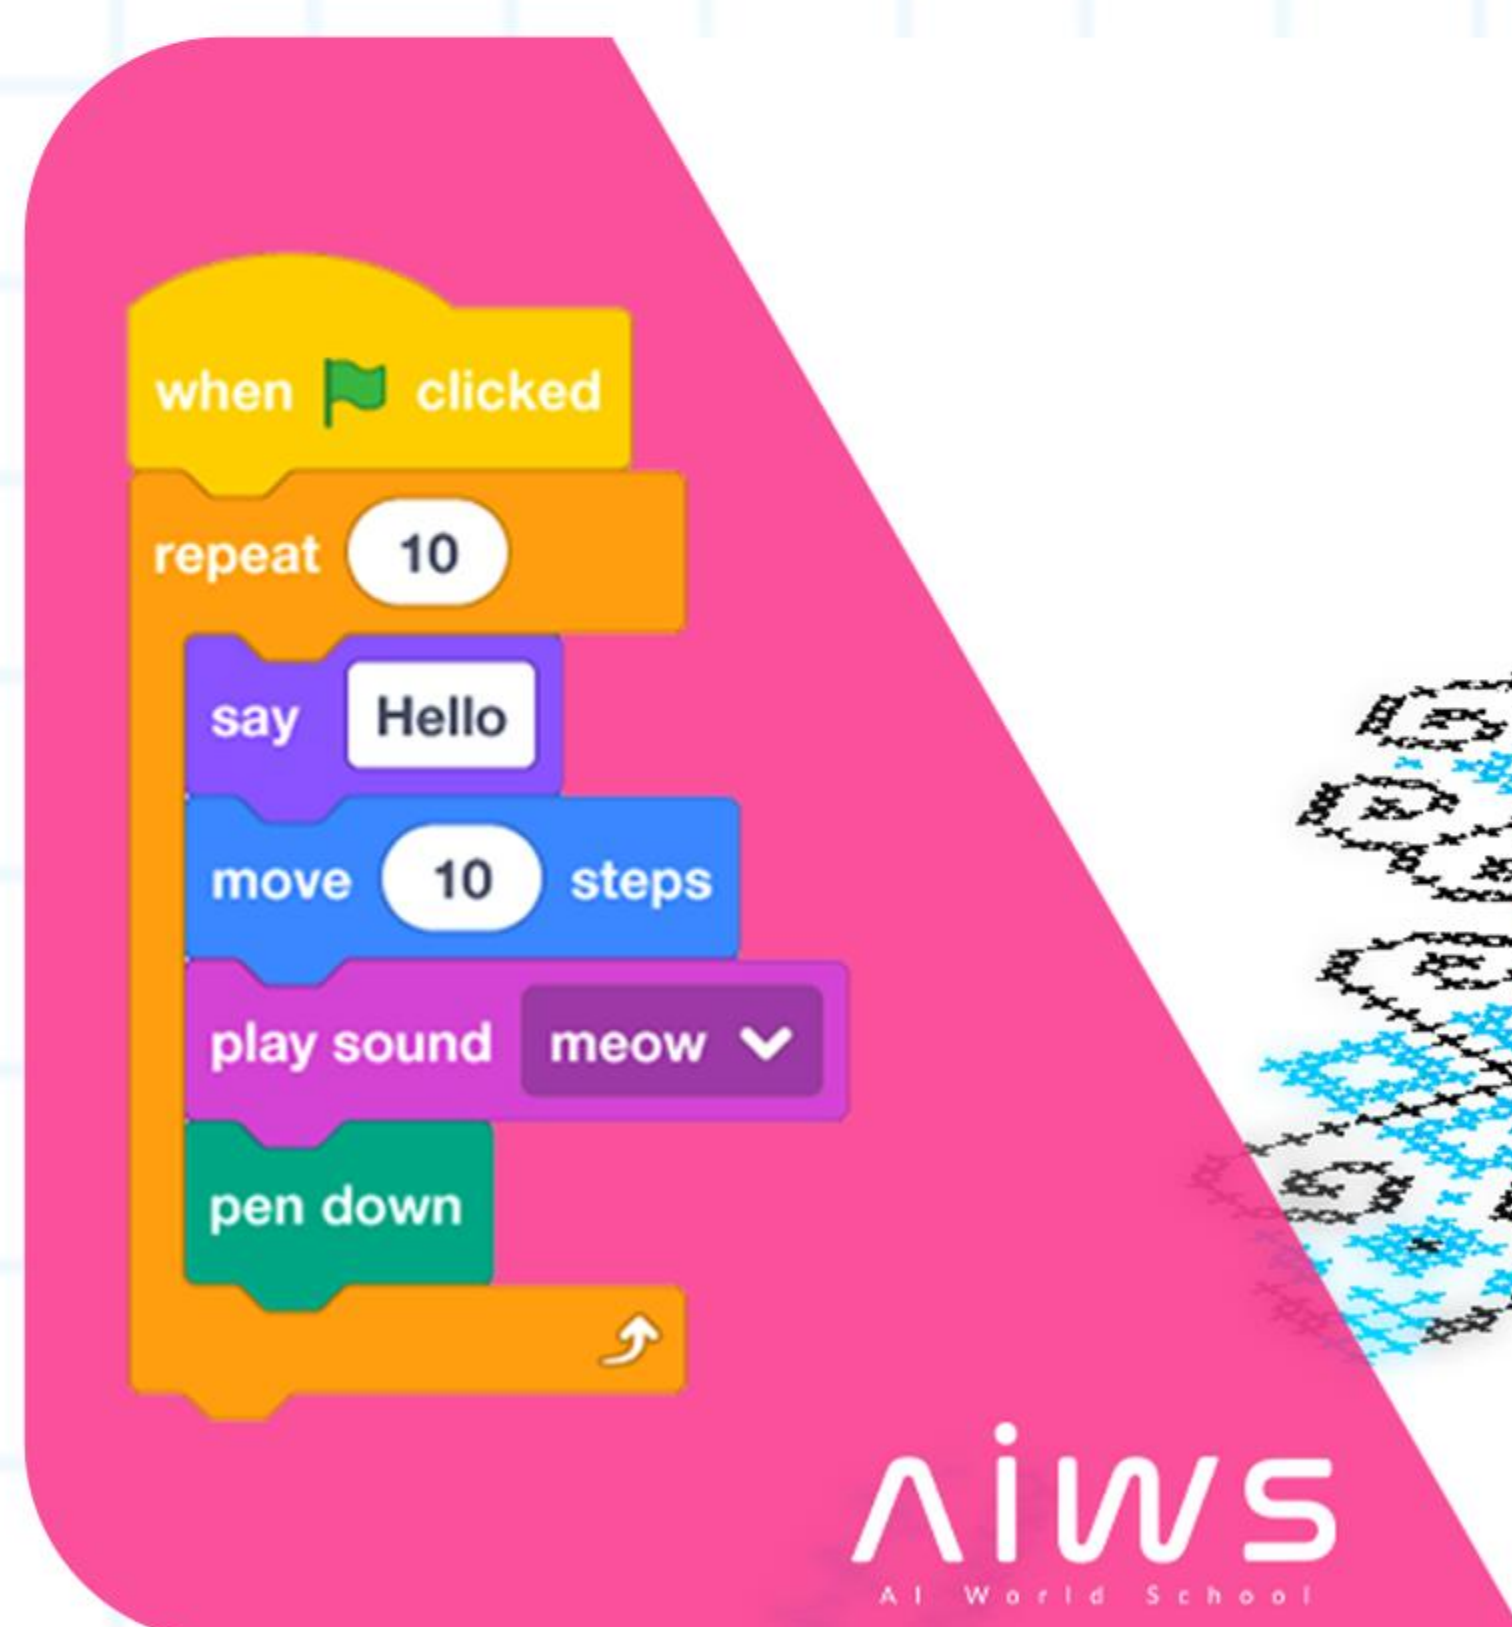 when clicked
repeat 10
say Hello
move 10 steps
play sound meow
pen down
AiWS
AI World School